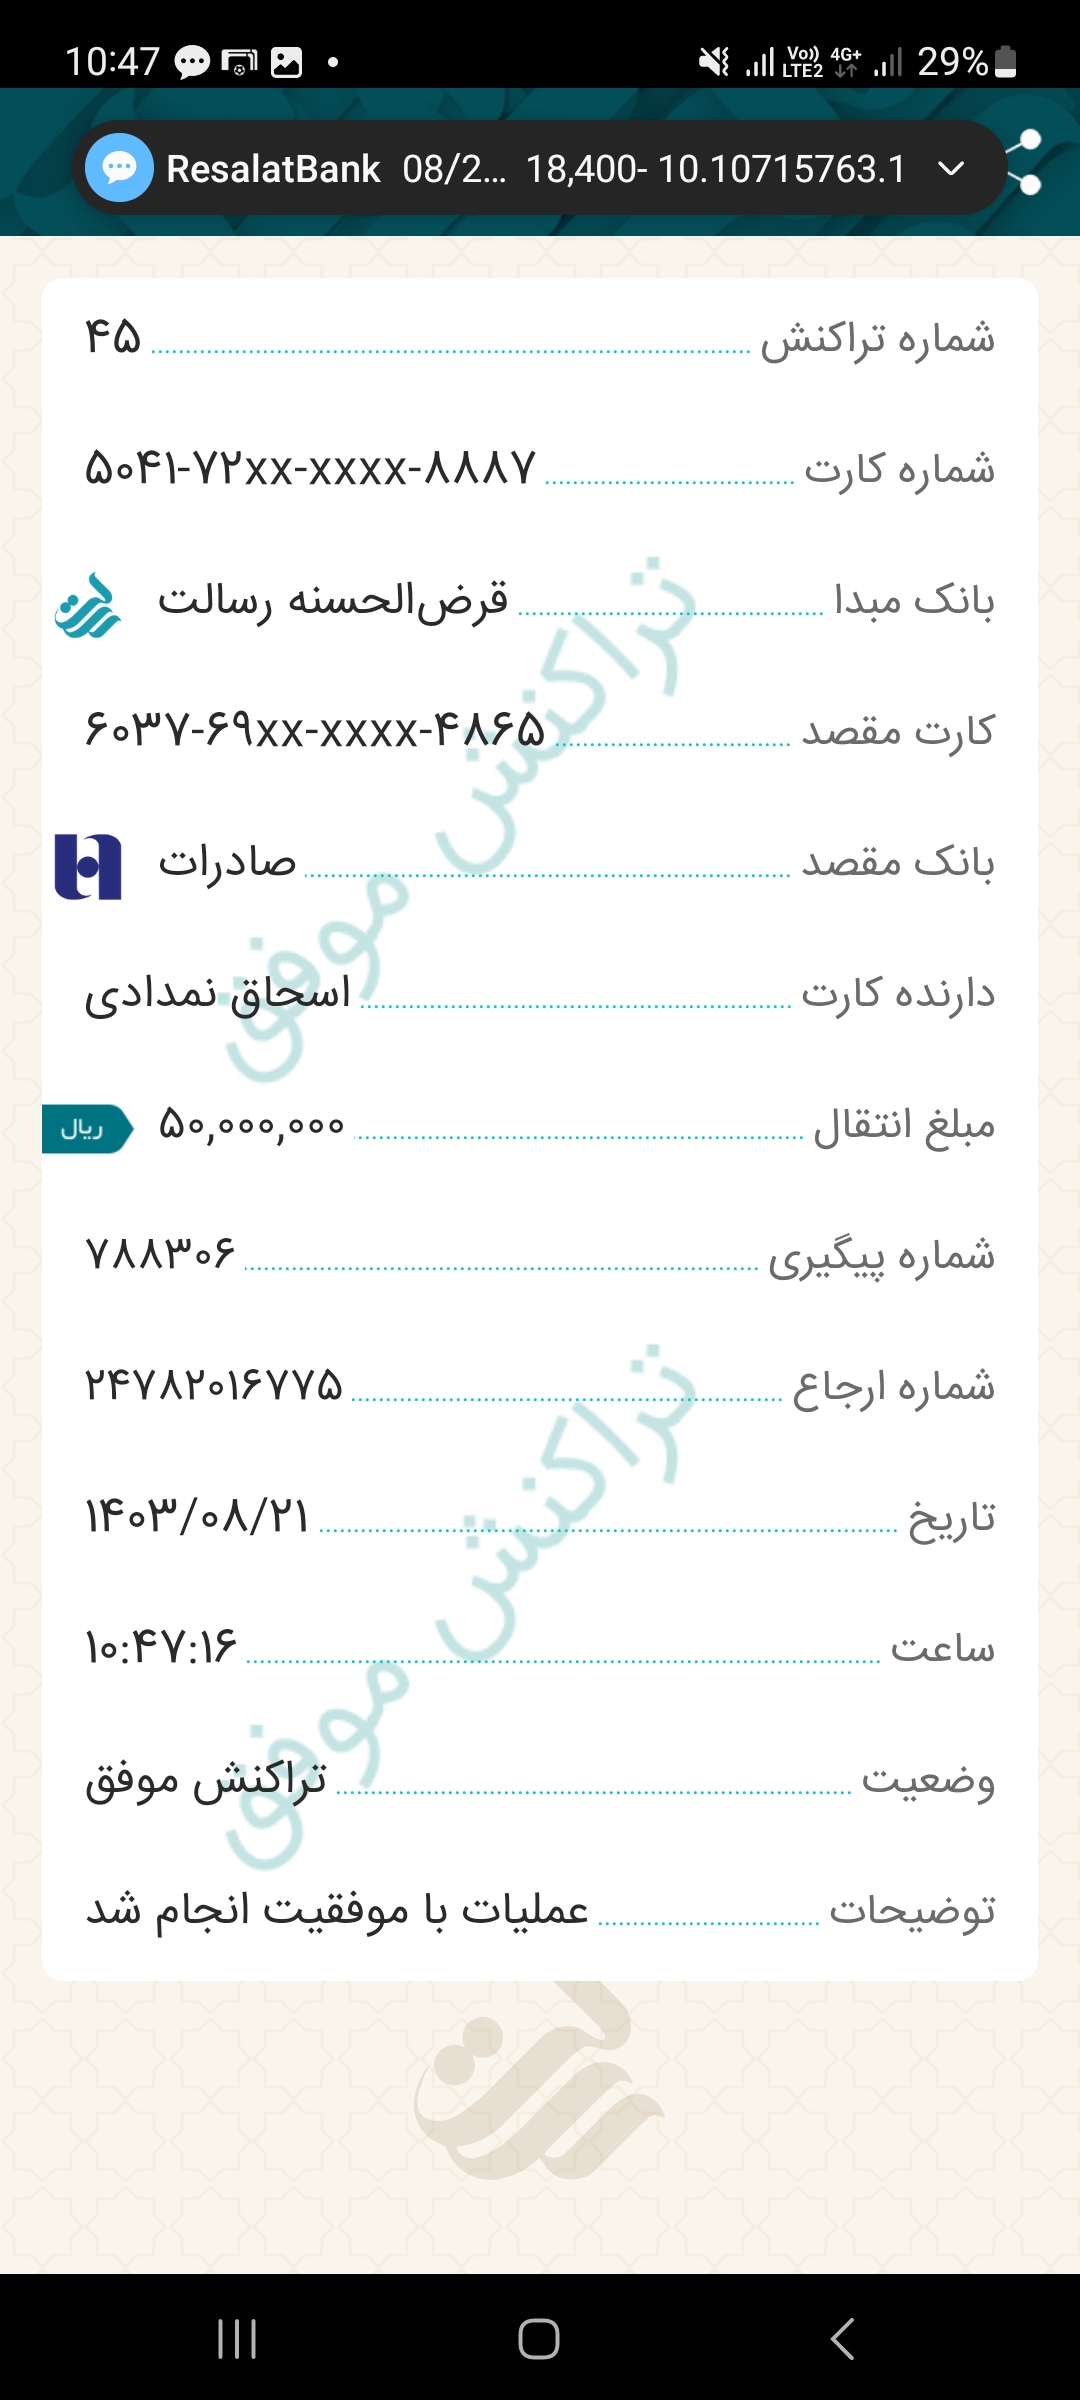 10:47
Vo)) LTE2 4G+ 29%
ResalatBank 08/2... 18,400- 10.10715763.1
شماره تراکنش ۴۵
شماره کارت ۵۰۴۱-۷۲xx-xxxx-۸۸۸۷
بانک مبدا قرض‌الحسنه رسالت
کارت مقصد ۶۰۳۷-۶۹xx-xxxx-۴۸۶۵
بانک مقصد صادرات
دارنده کارت اسحاق نمدادی
مبلغ انتقال ۵۰,۰۰۰,۰۰۰ ریال
شماره پیگیری ۷۸۸۳۰۶
شماره ارجاع ۲۴۷۸۲۰۱۶۷۷۵
تاریخ ۱۴۰۳/۰۸/۲۱
ساعت ۱۰:۴۷:۱۶
وضعیت تراکنش موفق
توضیحات عملیات با موفقیت انجام شد
تراکنش موفق
تراکنش موفق